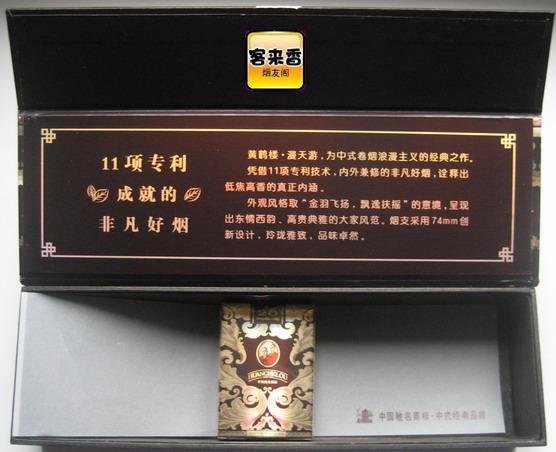 客来香
烟友阁
11项专利
成就的
非凡好烟
黄鹤楼·漫天游，为中式卷烟浪漫主义的经典之作。
凭借11项专利技术，内外兼修的非凡好烟，诠释出
低焦高香的真正内涵。
外观风格取“金羽飞扬，飘逸扶摇”的意境，呈现
出东情西韵、高贵典雅的大家风范。烟支采用74mm创
新设计，玲珑雅致，品味卓然。
HUANGHELOU
中国驰名商标·中式经典品牌